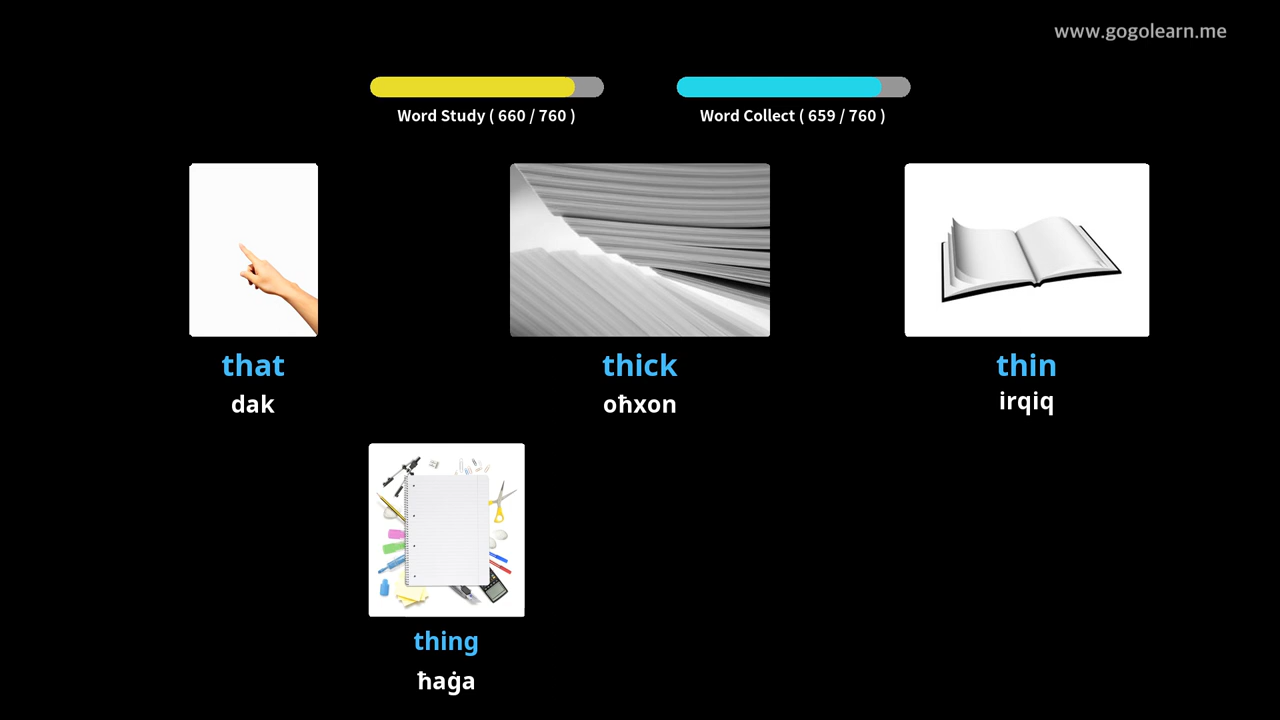 www.gogolearn.me
Word Study ( 660 / 760 )
Word Collect ( 659 / 760 )
that
dak
thick
oħxon
thin
irqiq
thing
ħaġa